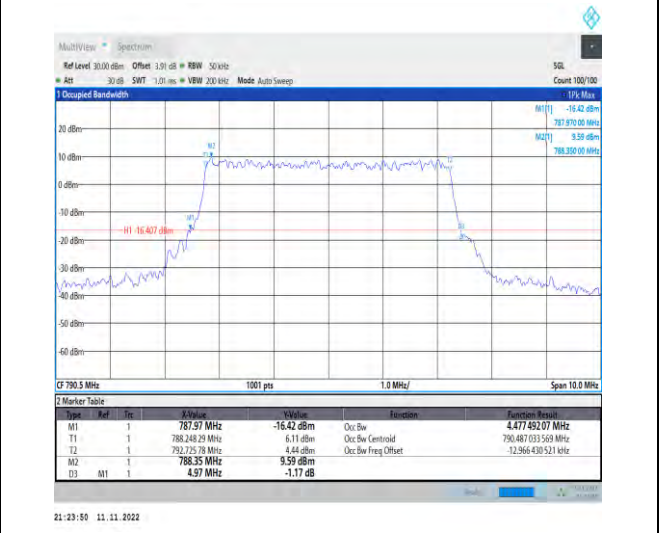 MultiView Spectrum
Ref Level 30.00 dBm Offset 3.91 dB RBW 50 kHz SGL
Att 30 dB SWT 1.01 ms VBW 200 kHz Mode Auto Sweep Count 100/100
1 Occupied Bandwidth 1Pk Max
M1[1] -16.42 dBm
787.970 00 MHz
M2[1] 9.59 dBm
788.350 00 MHz
20 dBm
M2
10 dBm
T1 T2
0 dBm
-10 dBm
M1
H1 -16.407 dBm
D3
-20 dBm
-30 dBm
-40 dBm
-50 dBm
-60 dBm
CF 790.5 MHz 1001 pts 1.0 MHz/ Span 10.0 MHz
2 Marker Table
Type Ref Trc X-Value Y-Value Function Function Result
M1 1 787.97 MHz -16.42 dBm Occ Bw 4.477 492 07 MHz
T1 1 788.248 29 MHz 6.11 dBm Occ Bw Centroid 790.487 033 569 MHz
T2 1 792.725 78 MHz 4.44 dBm Occ Bw Freq Offset -12.966 430 521 kHz
M2 1 788.35 MHz 9.59 dBm
D3 M1 1 4.97 MHz -1.17 dB
21:23:50 11.11.2022